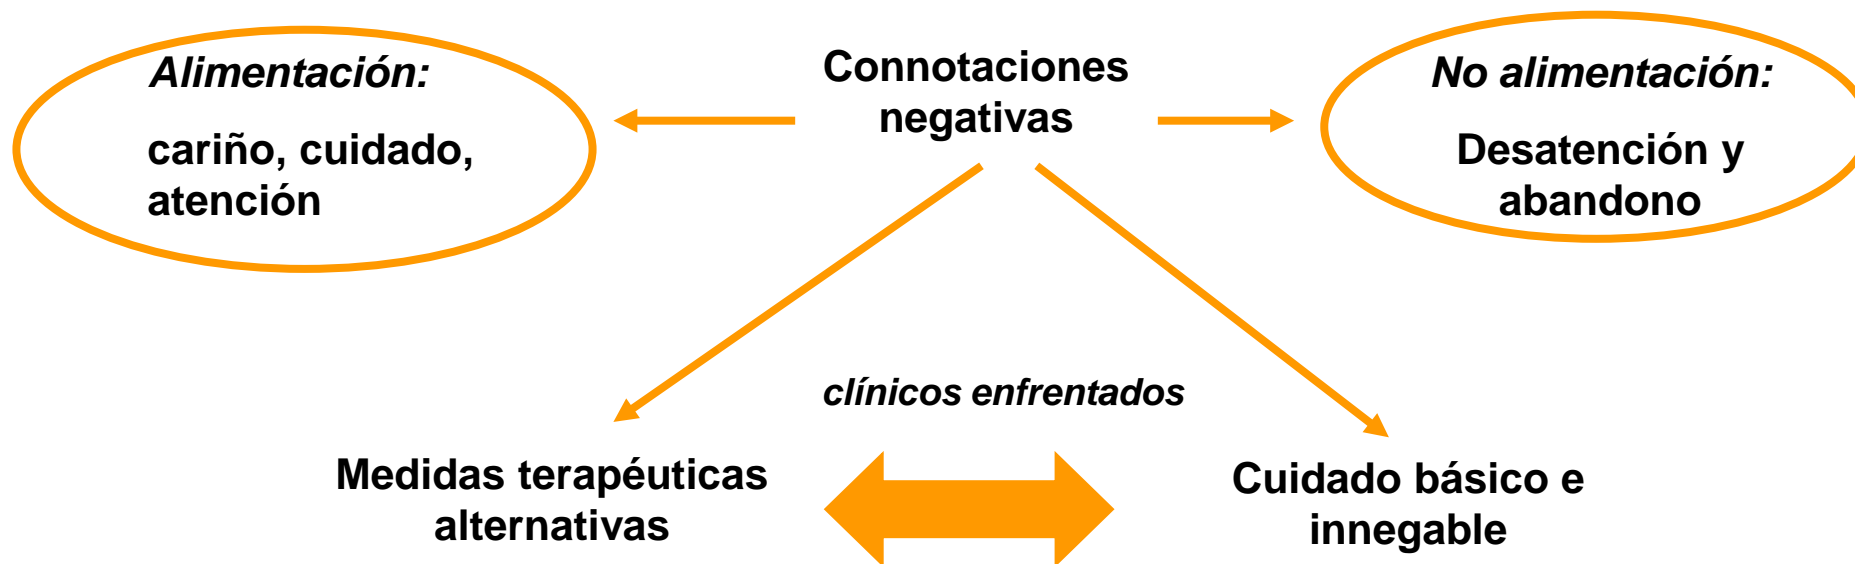 Alimentación:
cariño, cuidado,
atención
Connotaciones
negativas
No alimentación:
Desatención y
abandono
clínicos enfrentados
Medidas terapéuticas
alternativas
Cuidado básico e
innegable